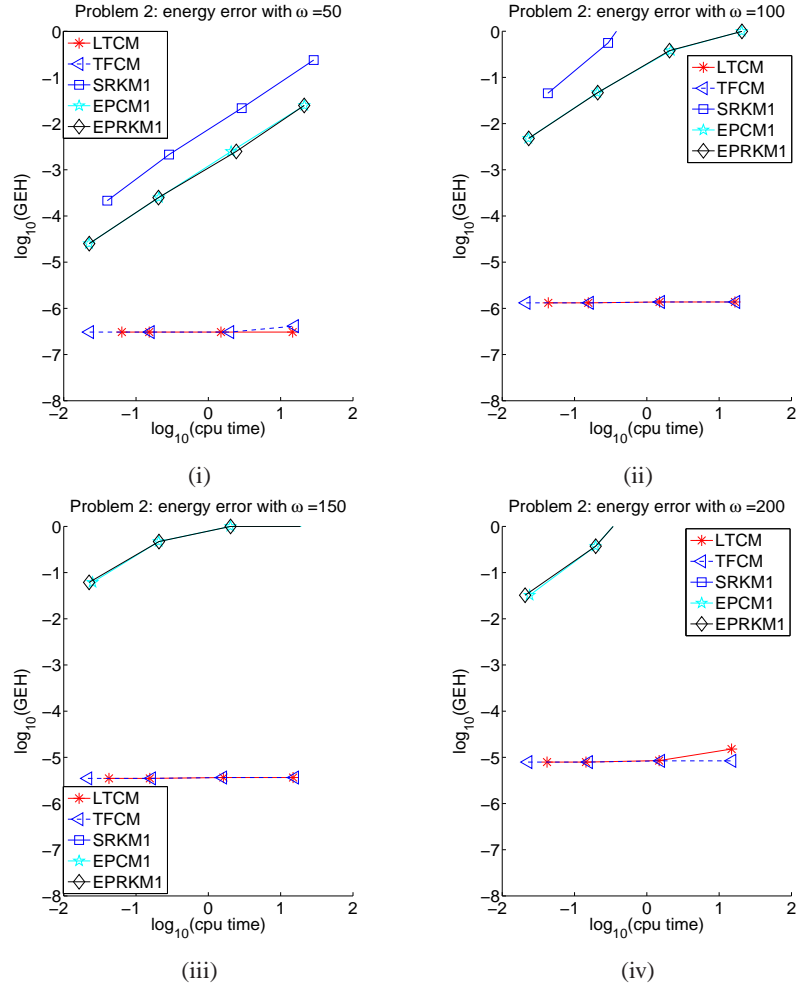 Problem 2: energy error with ω =50
0
−1
−2
−3
−4
−5
−6
−7
−8
−2
−1
0
1
2
log10(cpu time)
log10(GEH)
LTCM
TFCM
SRKM1
EPCM1
EPRKM1
(i)
Problem 2: energy error with ω =100
0
−1
−2
−3
−4
−5
−6
−7
−8
−2
−1
0
1
2
log10(cpu time)
log10(GEH)
LTCM
TFCM
SRKM1
EPCM1
EPRKM1
(ii)
Problem 2: energy error with ω =150
0
−1
−2
−3
−4
−5
−6
−7
−8
−2
−1
0
1
2
log10(cpu time)
log10(GEH)
LTCM
TFCM
SRKM1
EPCM1
EPRKM1
(iii)
Problem 2: energy error with ω =200
0
−1
−2
−3
−4
−5
−6
−7
−8
−2
−1
0
1
2
log10(cpu time)
log10(GEH)
LTCM
TFCM
SRKM1
EPCM1
EPRKM1
(iv)